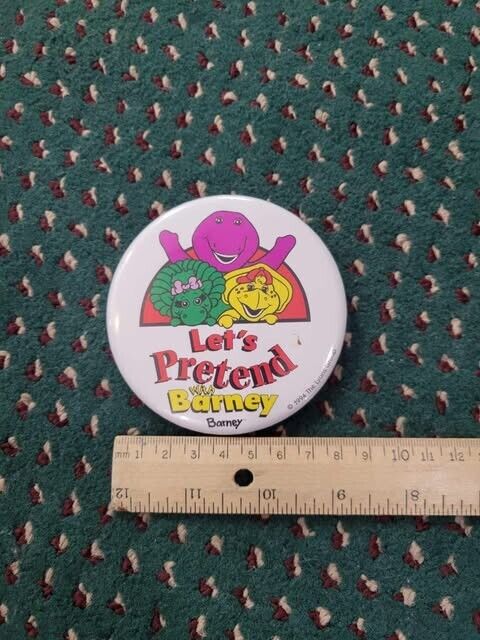 Let's
Pretend
With
Barney
Barney
© 1994 The Lyons Group
mm 1 2 3 4 5 6 7 8 9 10 11 12
12 11 10 9 8